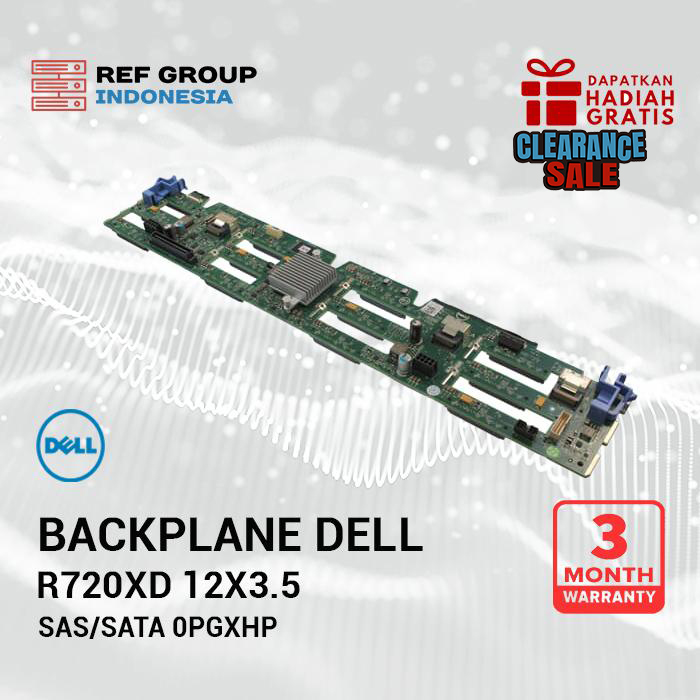 REF GROUP
INDONESIA
DAPATKAN
HADIAH
GRATIS
CLEARANCE
SALE
DELL
BACKPLANE DELL
R720XD 12X3.5
SAS/SATA 0PGXHP
3
MONTH
WARRANTY